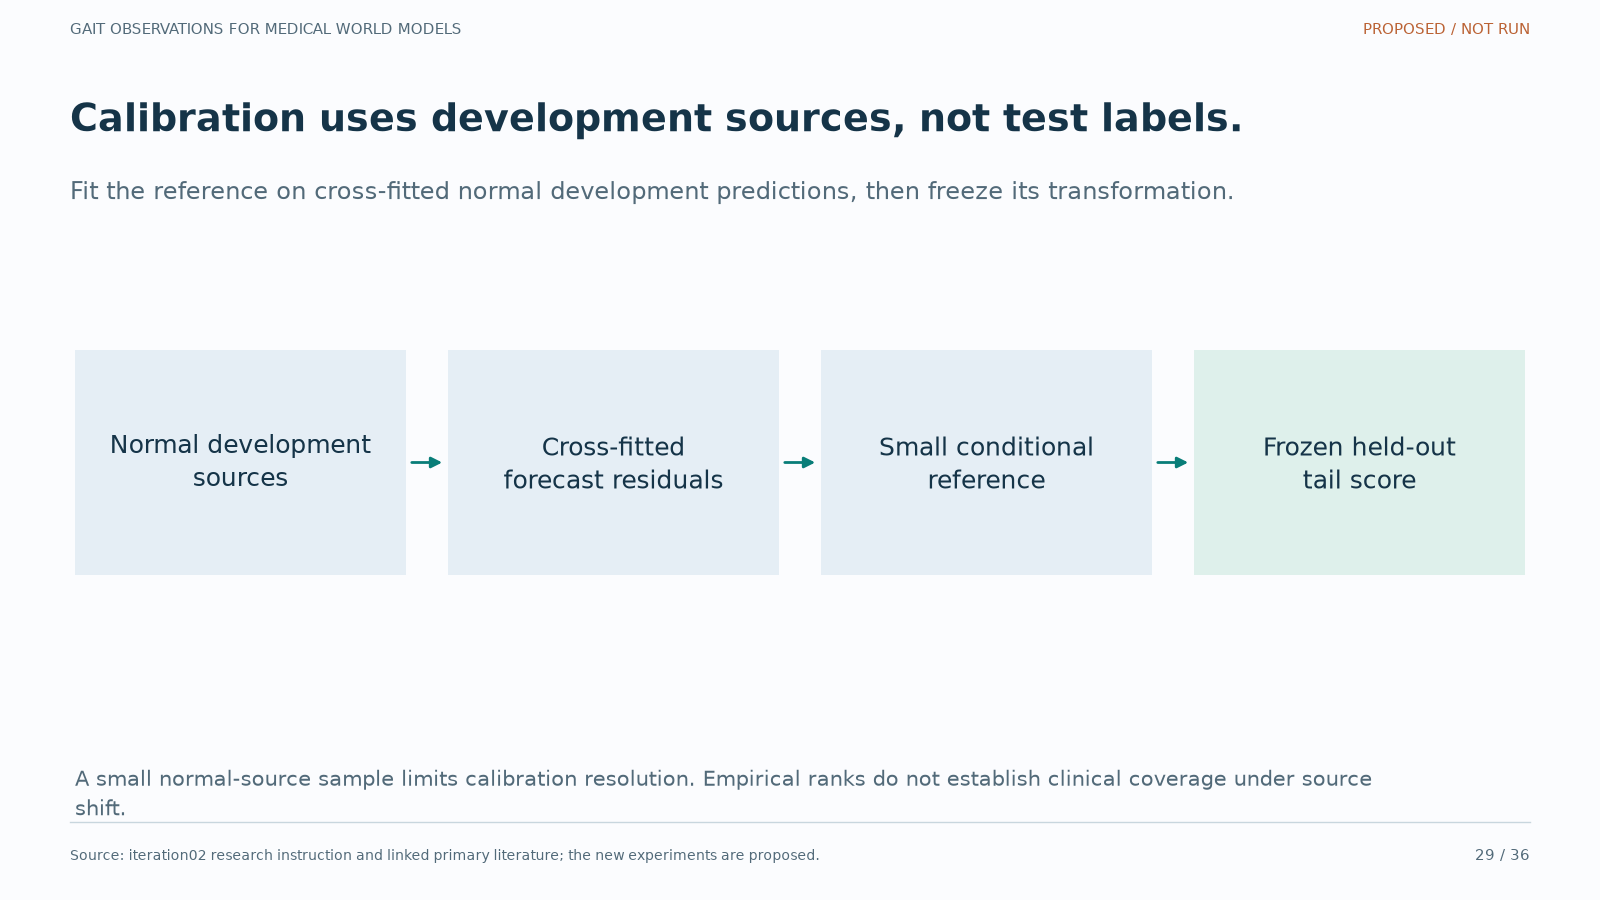 GAIT OBSERVATIONS FOR MEDICAL WORLD MODELS
PROPOSED / NOT RUN
Calibration uses development sources, not test labels.
Fit the reference on cross-fitted normal development predictions, then freeze its transformation.
Normal development
sources
Cross-fitted
forecast residuals
Small conditional
reference
Frozen held-out
tail score
A small normal-source sample limits calibration resolution. Empirical ranks do not establish clinical coverage under source
shift.
Source: iteration02 research instruction and linked primary literature; the new experiments are proposed.
29 / 36